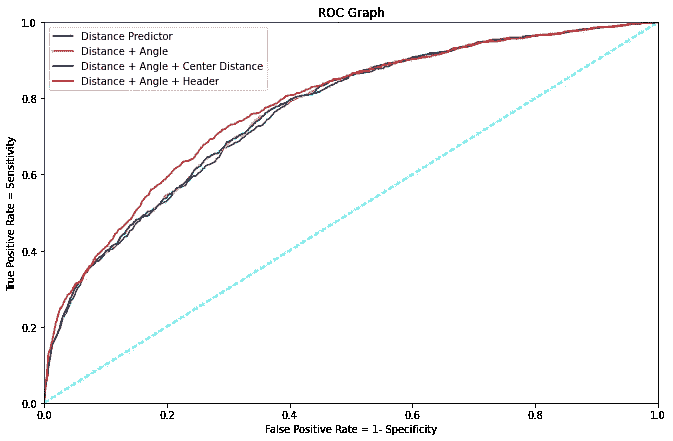 ROC Graph
Distance Predictor
Distance + Angle
Distance + Angle + Center Distance
Distance + Angle + Header
1.0
0.8
0.6
0.4
0.2
0.0
True Positive Rate = Sensitivity
0.0 0.2 0.4 0.6 0.8 1.0
False Positive Rate = 1- Specificity